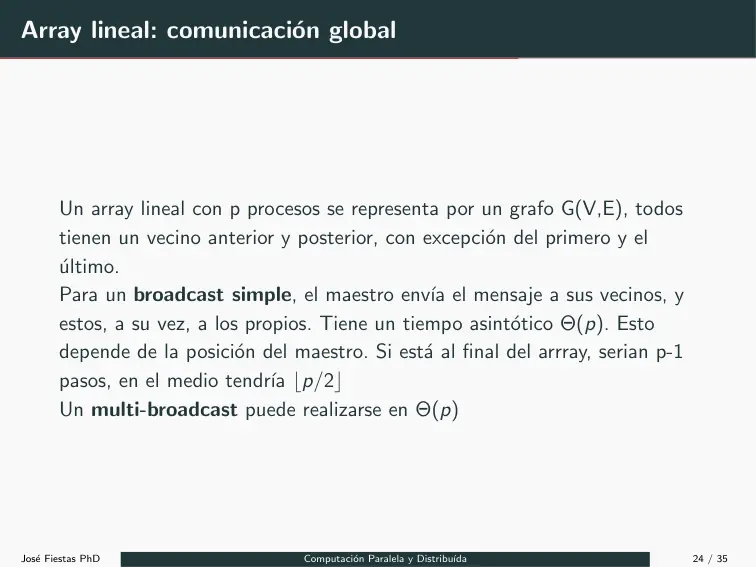 Array lineal: comunicación global
Un array lineal con p procesos se representa por un grafo G(V,E), todos
tienen un vecino anterior y posterior, con excepción del primero y el
último.
Para un broadcast simple, el maestro envía el mensaje a sus vecinos, y
estos, a su vez, a los propios. Tiene un tiempo asintótico Θ(p). Esto
depende de la posición del maestro. Si está al final del arrray, serian p-1
pasos, en el medio tendría ⌊p/2⌋
Un multi-broadcast puede realizarse en Θ(p)
José Fiestas PhD
Computación Paralela y Distribuída
24 / 35